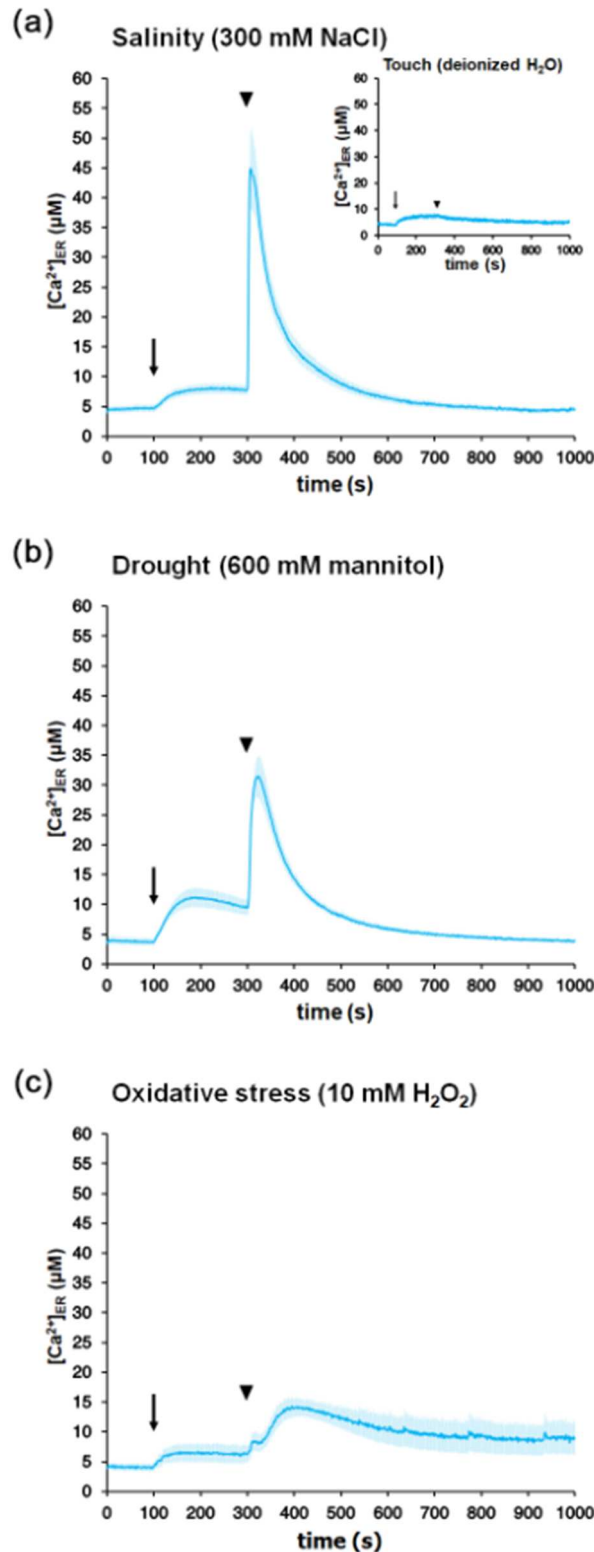 (a)
Salinity (300 mM NaCl)
60
55
50
45
40
35
30
25
20
15
10
5
0
[Ca²⁺]ER (µM)
0 100 200 300 400 500 600 700 800 900 1000
time (s)
Touch (deionized H₂O)
60
50
40
30
20
10
0
[Ca²⁺]ER (µM)
0 200 400 600 800 1000
time (s)
(b)
Drought (600 mM mannitol)
60
55
50
45
40
35
30
25
20
15
10
5
0
[Ca²⁺]ER (µM)
0 100 200 300 400 500 600 700 800 900 1000
time (s)
(c)
Oxidative stress (10 mM H₂O₂)
60
55
50
45
40
35
30
25
20
15
10
5
0
[Ca²⁺]ER (µM)
0 100 200 300 400 500 600 700 800 900 1000
time (s)